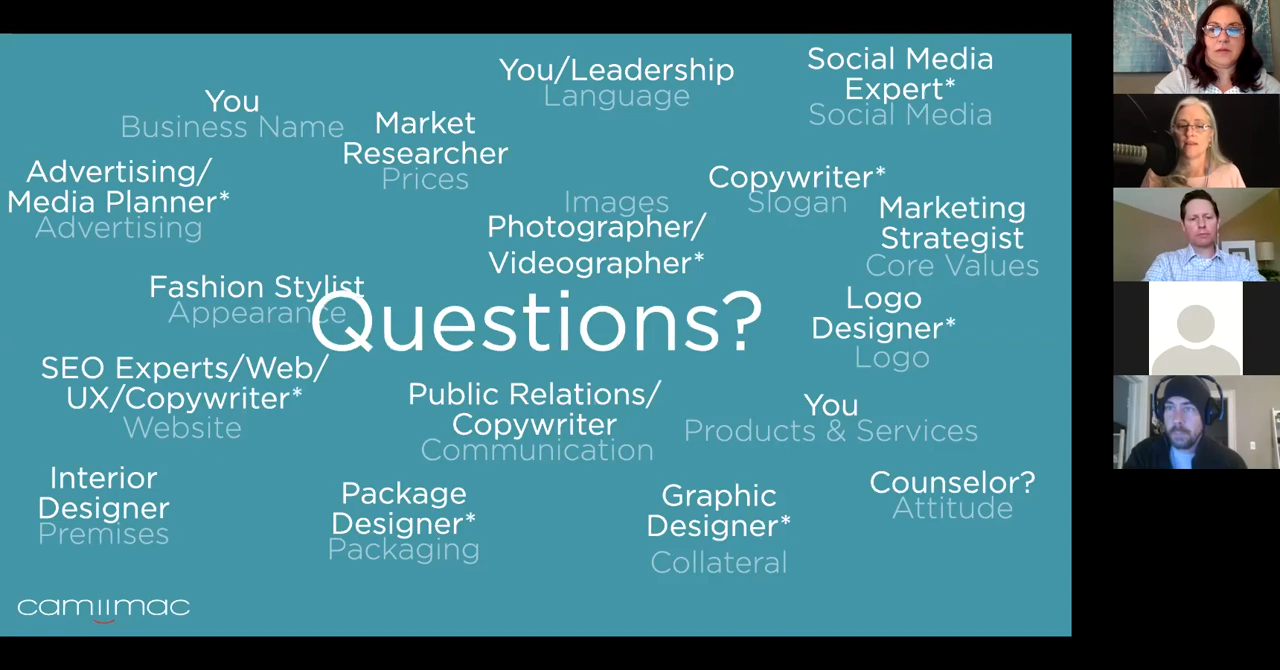 You/Leadership
Language
Social Media
Expert*
Social Media
You
Business Name
Market
Researcher
Prices
Advertising/
Media Planner*
Advertising
Images
Photographer/
Videographer*
Copywriter*
Slogan
Marketing
Strategist
Core Values
Fashion Stylist
Appearance
Questions?
Logo
Designer*
Logo
SEO Experts/Web/
UX/Copywriter*
Website
Public Relations/
Copywriter
Communication
You
Products & Services
Interior
Designer
Premises
Package
Designer*
Packaging
Graphic
Designer*
Collateral
Counselor?
Attitude
camiimac